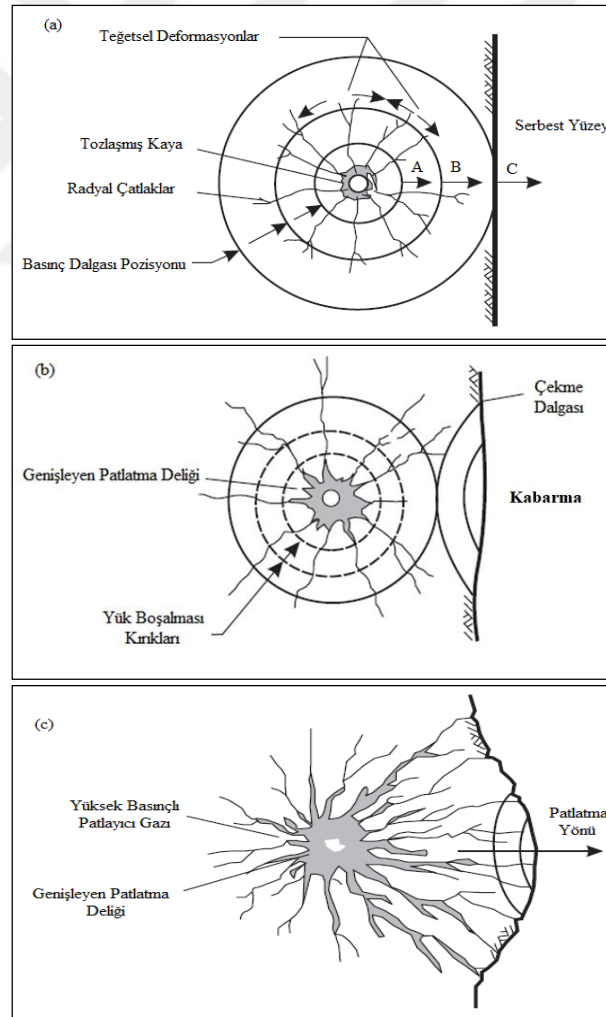 (a)
Teğetsel Deformasyonlar
Serbest Yüzey
Tozlaşmış Kaya
A
B
C
Radyal Çatlaklar
Basınç Dalgası Pozisyonu
(b)
Çekme
Dalgası
Genişleyen Patlatma Deliği
Kabarma
Yük Boşalması
Kırıkları
(c)
Yüksek Basınçlı
Patlayıcı Gazı
Patlatma
Yönü
Genişleyen Patlatma
Deliği